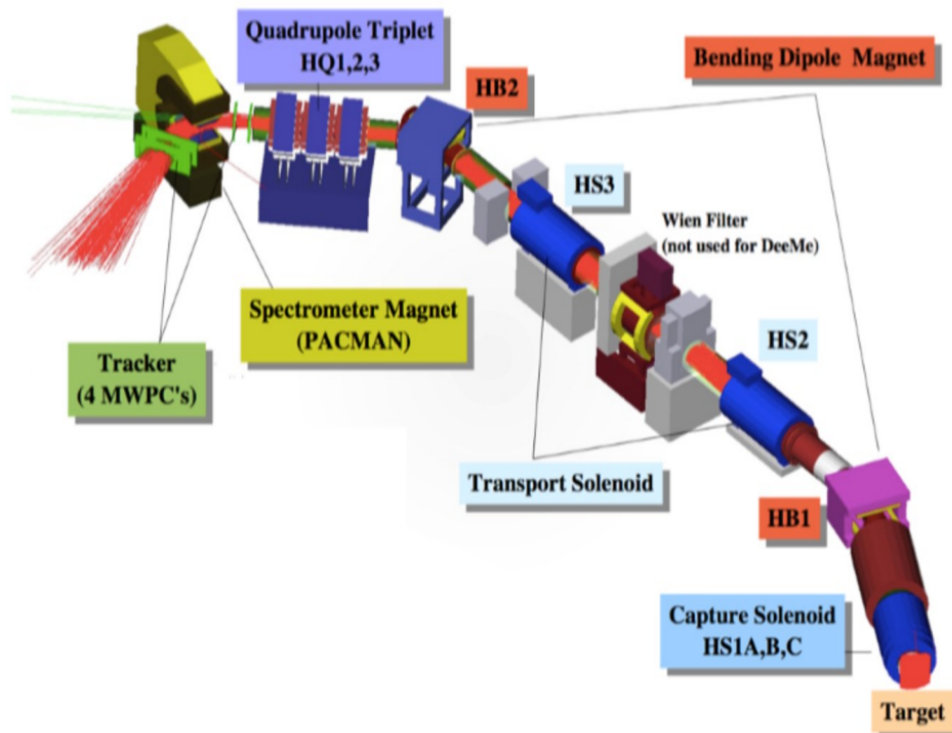 Quadrupole Triplet
HQ1,2,3
Bending Dipole Magnet
HB2
HS3
Wien Filter
(not used for DeeMe)
Spectrometer Magnet
(PACMAN)
HS2
Tracker
(4 MWPC's)
Transport Solenoid
HB1
Capture Solenoid
HS1A,B,C
Target